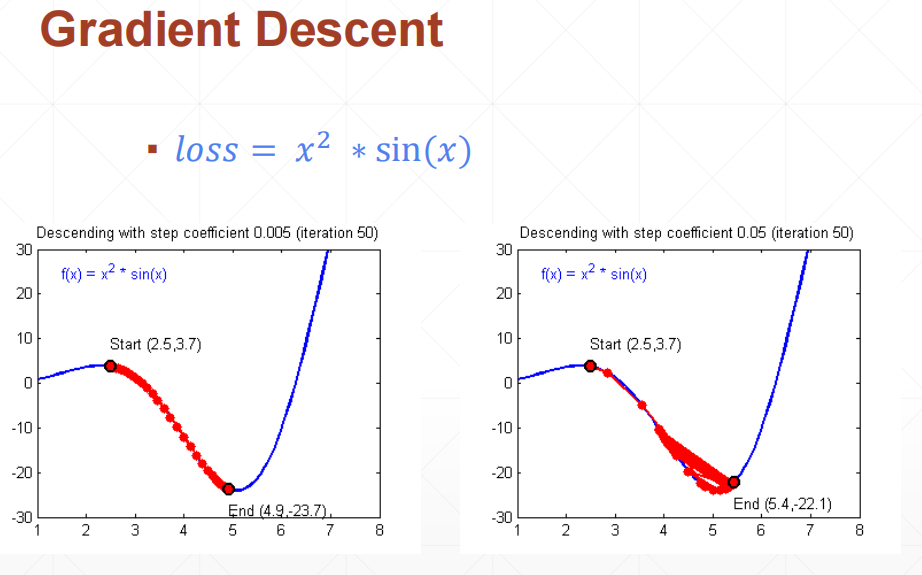 Gradient Descent
▪ loss = x² * sin(x)
Descending with step coefficient 0.005 (iteration 50)
f(x) = x² * sin(x)
Start (2.5,3.7)
End (4.9,-23.7)
30
20
10
0
-10
-20
-30
1 2 3 4 5 6 7 8
Descending with step coefficient 0.05 (iteration 50)
f(x) = x² * sin(x)
Start (2.5,3.7)
End (5.4,-22.1)
30
20
10
0
-10
-20
-30
1 2 3 4 5 6 7 8